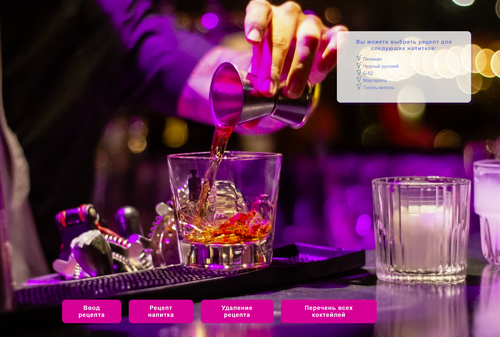 Вы можете выбрать рецепт для
следующих напитков:
Пеликан
Черный русский
Б-52
Маргарита
Гоголь-моголь
Ввод
рецепта
Рецепт
напитка
Удаление
рецепта
Перечень всех
коктейлей